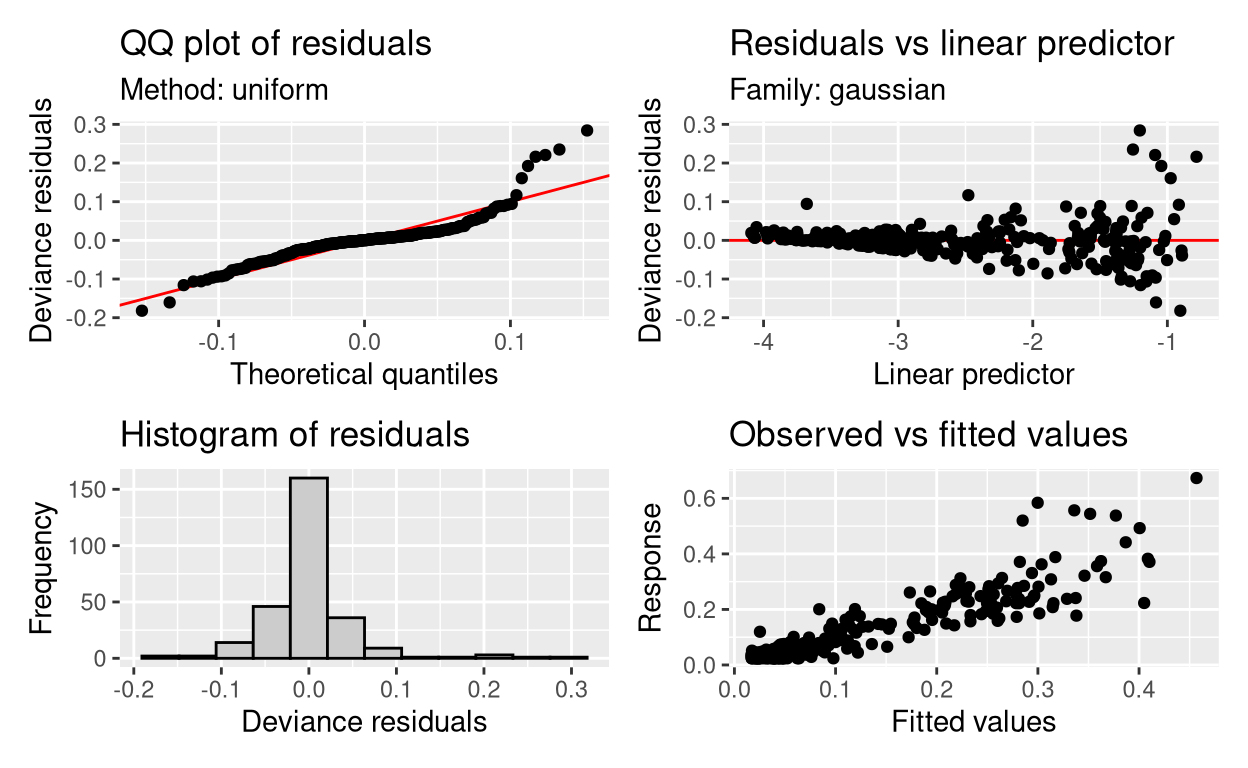 QQ plot of residuals
Method: uniform
Deviance residuals
0.3
0.2
0.1
0.0
-0.1
-0.2
-0.1 0.0 0.1
Theoretical quantiles
Residuals vs linear predictor
Family: gaussian
Deviance residuals
0.3
0.2
0.1
0.0
-0.1
-0.2
-4 -3 -2 -1
Linear predictor
Histogram of residuals
Frequency
150
100
50
0
-0.2 -0.1 0.0 0.1 0.2 0.3
Deviance residuals
Observed vs fitted values
Response
0.6
0.4
0.2
0.0
0.0 0.1 0.2 0.3 0.4
Fitted values